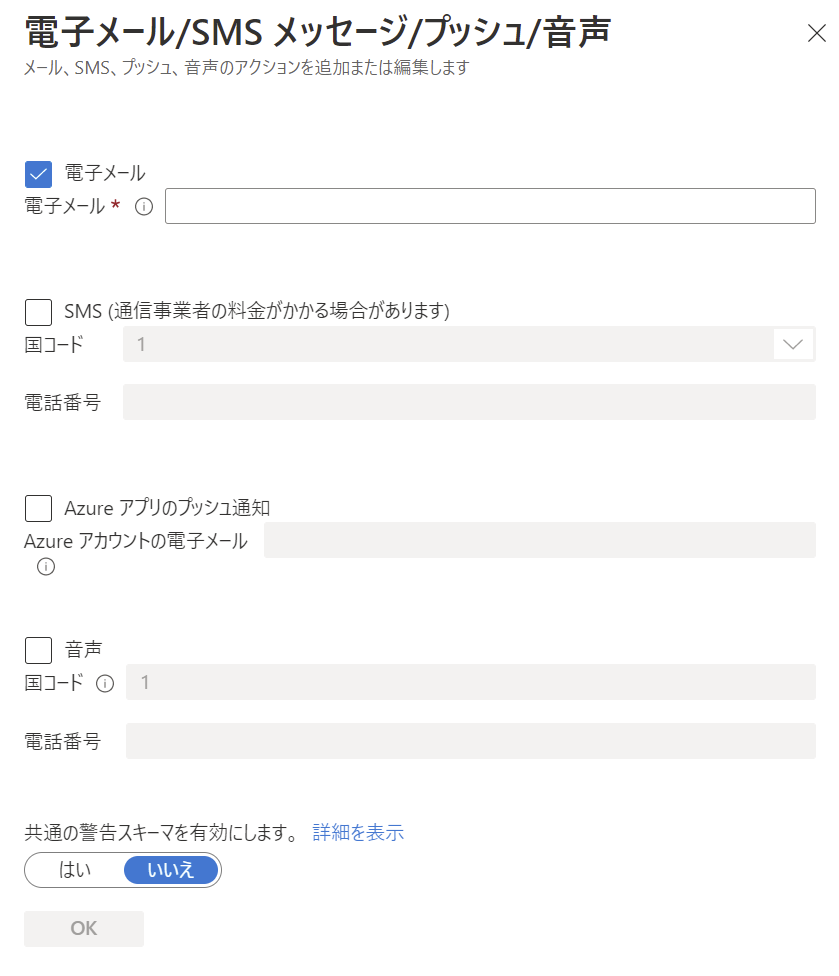 電子メール/SMS メッセージ/プッシュ/音声
メール、SMS、プッシュ、音声のアクションを追加または編集します
電子メール
電子メール *
SMS (通信事業者の料金がかかる場合があります)
国コード 1
電話番号
Azure アプリのプッシュ通知
Azure アカウントの電子メール
音声
国コード 1
電話番号
共通の警告スキーマを有効にします。 詳細を表示
はい いいえ
OK